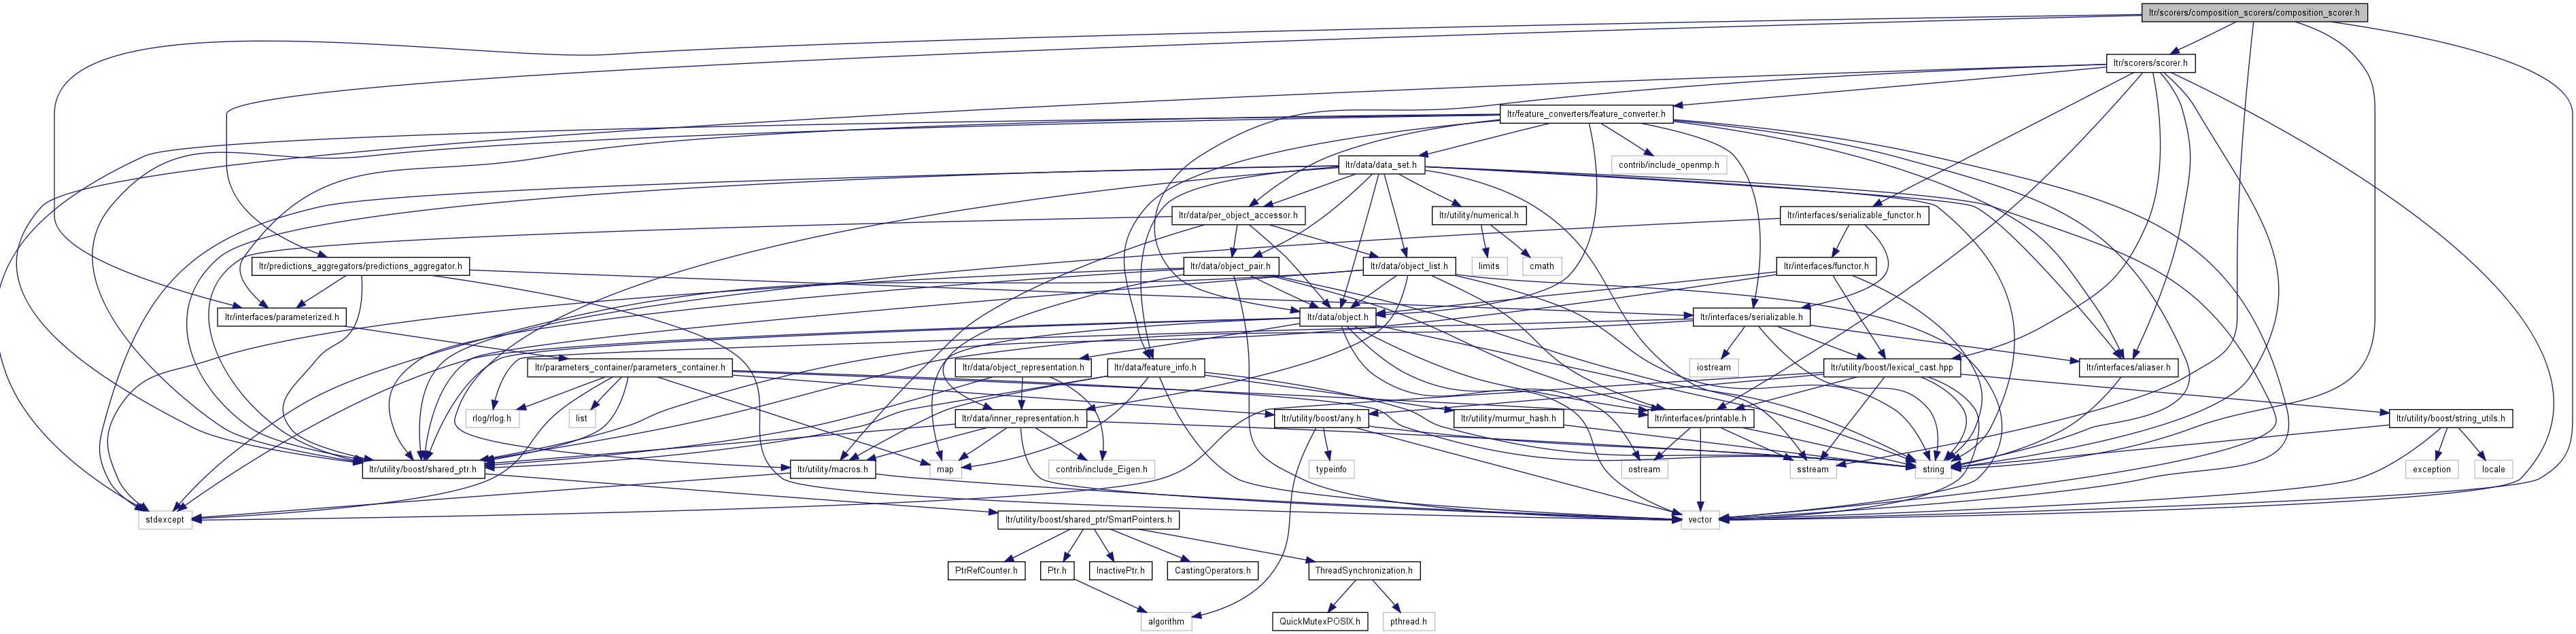 ltr/scorers/composition_scorers/composition_scorer.h
ltr/scorers/scorer.h
ltr/feature_converters/feature_converter.h
ltr/data/data_set.h
contrib/include_openmp.h
ltr/data/per_object_accessor.h
ltr/utility/numerical.h
ltr/interfaces/serializable_functor.h
ltr/predictions_aggregators/predictions_aggregator.h
ltr/data/object_pair.h
ltr/data/object_list.h
limits
cmath
ltr/interfaces/functor.h
ltr/interfaces/parameterized.h
ltr/data/object.h
ltr/interfaces/serializable.h
ltr/parameters_container/parameters_container.h
ltr/data/object_representation.h
ltr/data/feature_info.h
iostream
ltr/utility/boost/lexical_cast.hpp
ltr/interfaces/aliaser.h
rlog/rlog.h
list
ltr/data/inner_representation.h
ltr/utility/boost/any.h
ltr/utility/murmur_hash.h
ltr/interfaces/printable.h
ltr/utility/boost/string_utils.h
ltr/utility/boost/shared_ptr.h
ltr/utility/macros.h
map
contrib/include_Eigen.h
typeinfo
ostream
sstream
string
exception
locale
stdexcept
ltr/utility/boost/shared_ptr/SmartPointers.h
vector
PtrRefCounter.h
Ptr.h
InactivePtr.h
CastingOperators.h
ThreadSynchronization.h
algorithm
QuickMutexPOSIX.h
pthread.h